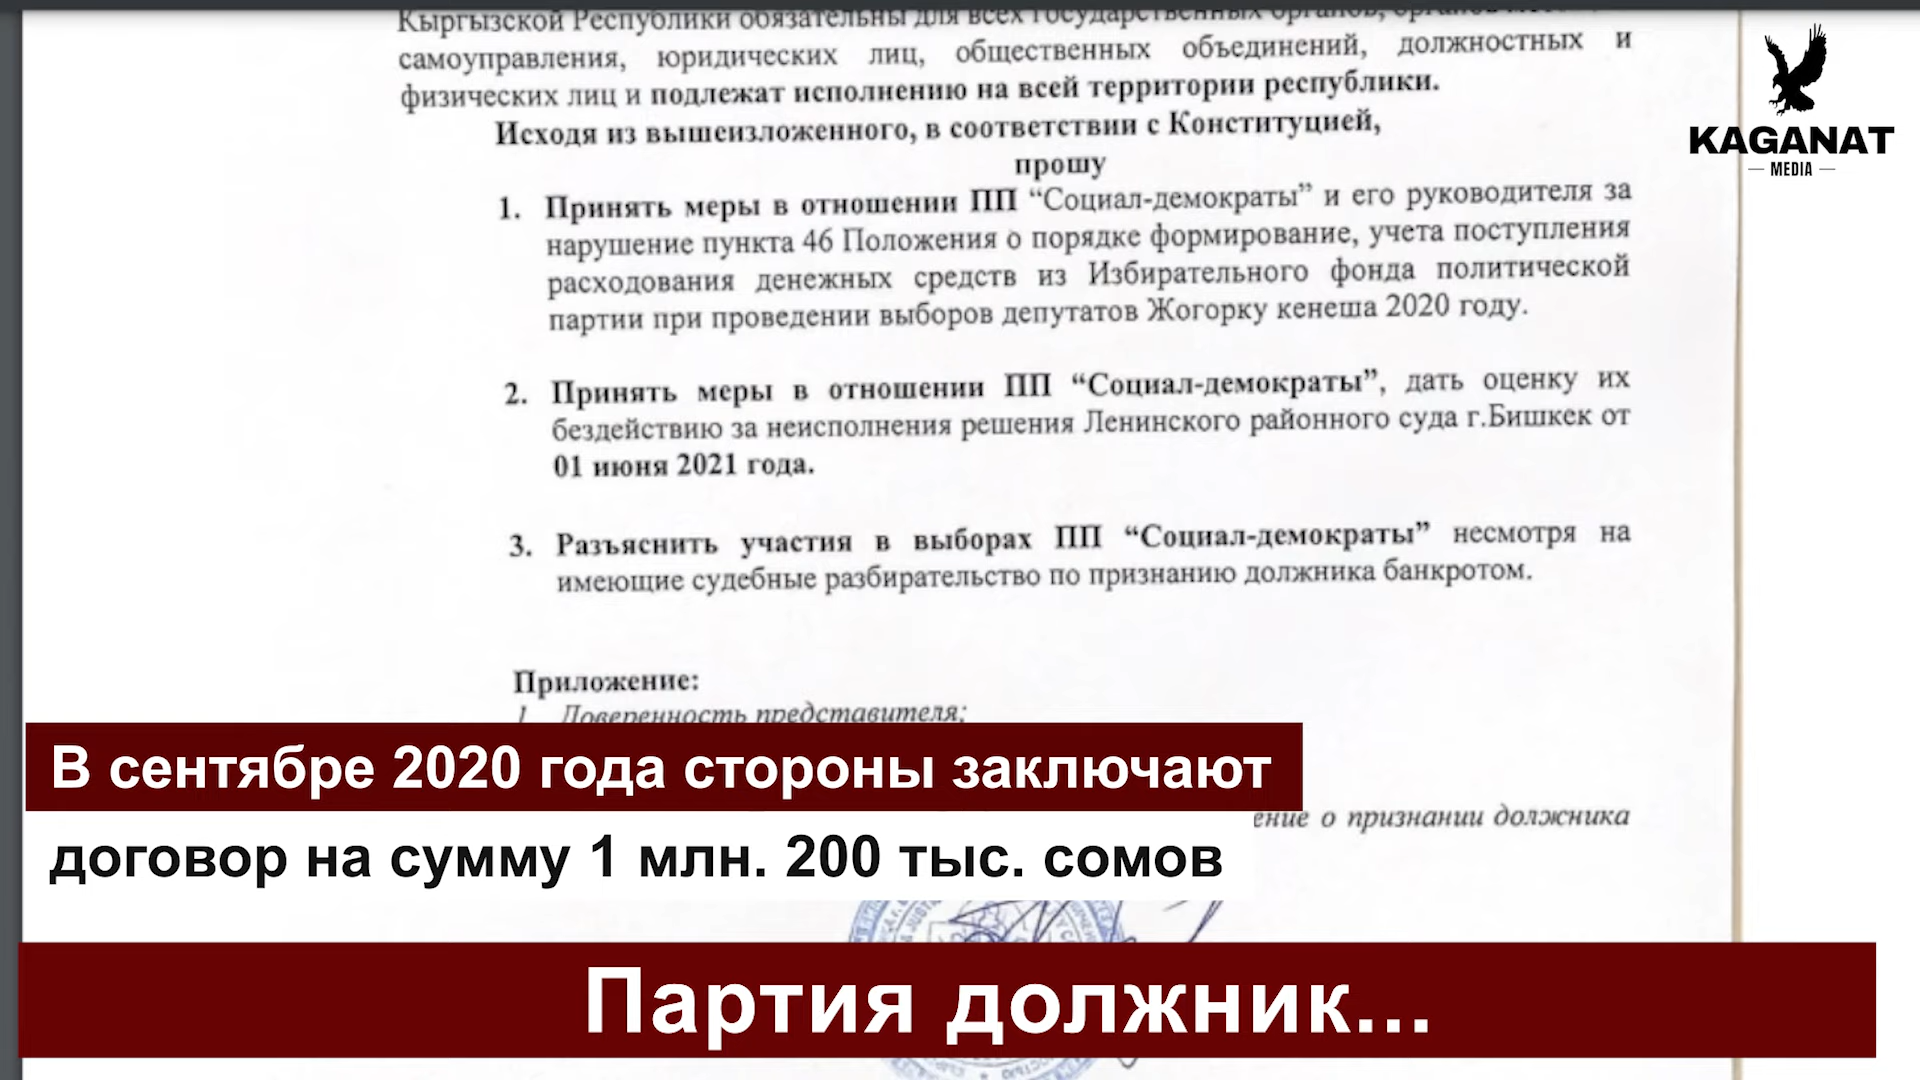 Кыргызской Республики обязательны для всех государственных органов, органов
самоуправления, юридических лиц, общественных объединений, должностных и
физических лиц и подлежат исполнению на всей территории республики.
Исходя из вышеизложенного, в соответствии с Конституцией,
прошу
1. Принять меры в отношении ПП “Социал-демократы” и его руководителя за
нарушение пункта 46 Положения о порядке формирование, учета поступления
расходования денежных средств из Избирательного фонда политической
партии при проведении выборов депутатов Жогорку кенеша 2020 году.
2. Принять меры в отношении ПП “Социал-демократы”, дать оценку их
бездействию за неисполнения решения Ленинского районного суда г.Бишкек от
01 июня 2021 года.
3. Разъяснить участия в выборах ПП “Социал-демократы” несмотря на
имеющие судебные разбирательство по признанию должника банкротом.
Приложение:
1. Доверенность представителя;
о признании должника
KAGANAT
MEDIA
В сентябре 2020 года стороны заключают
договор на сумму 1 млн. 200 тыс. сомов
Партия должник...